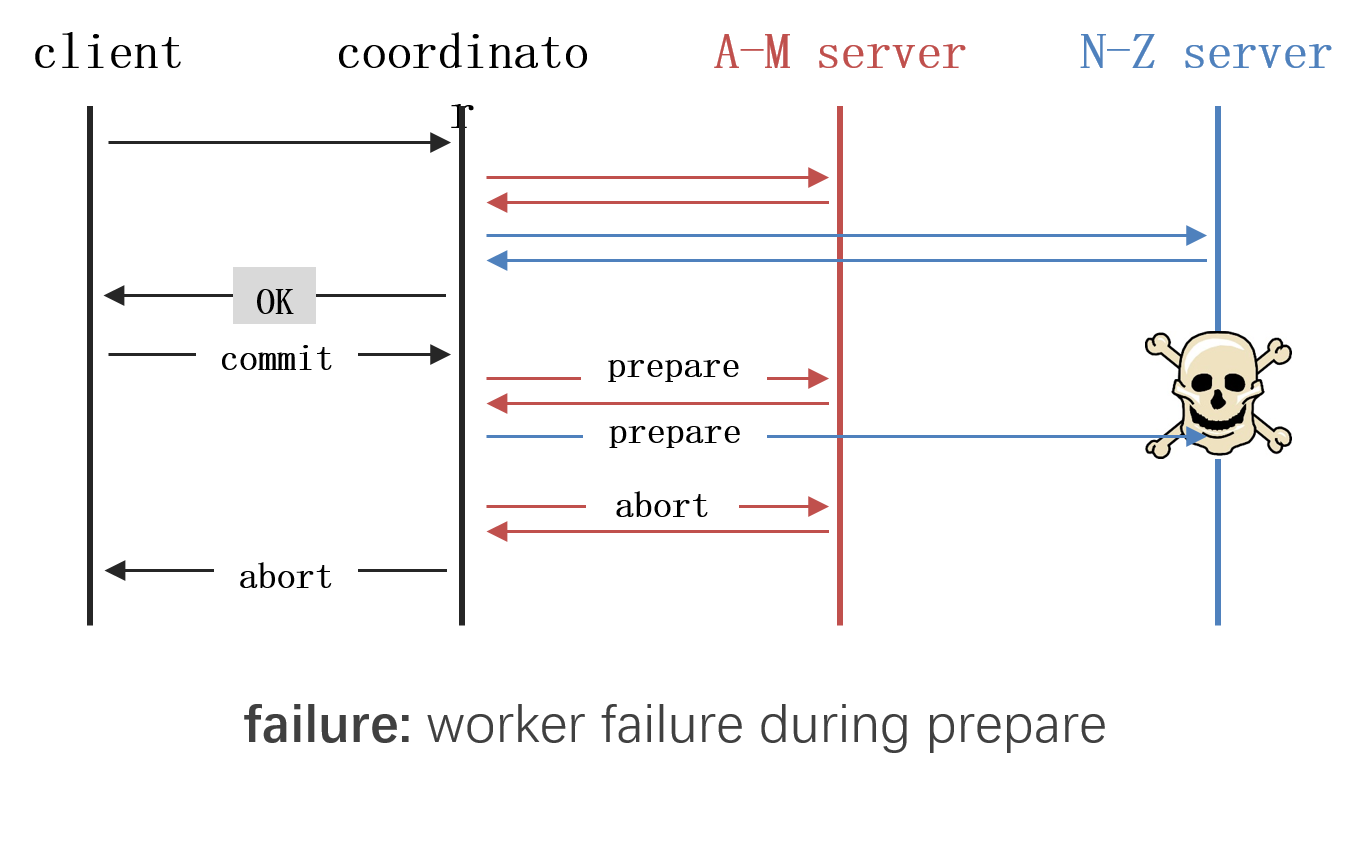 client
coordinato
r
A-M server
N-Z server
OK
commit
prepare
prepare
abort
abort
failure: worker failure during prepare